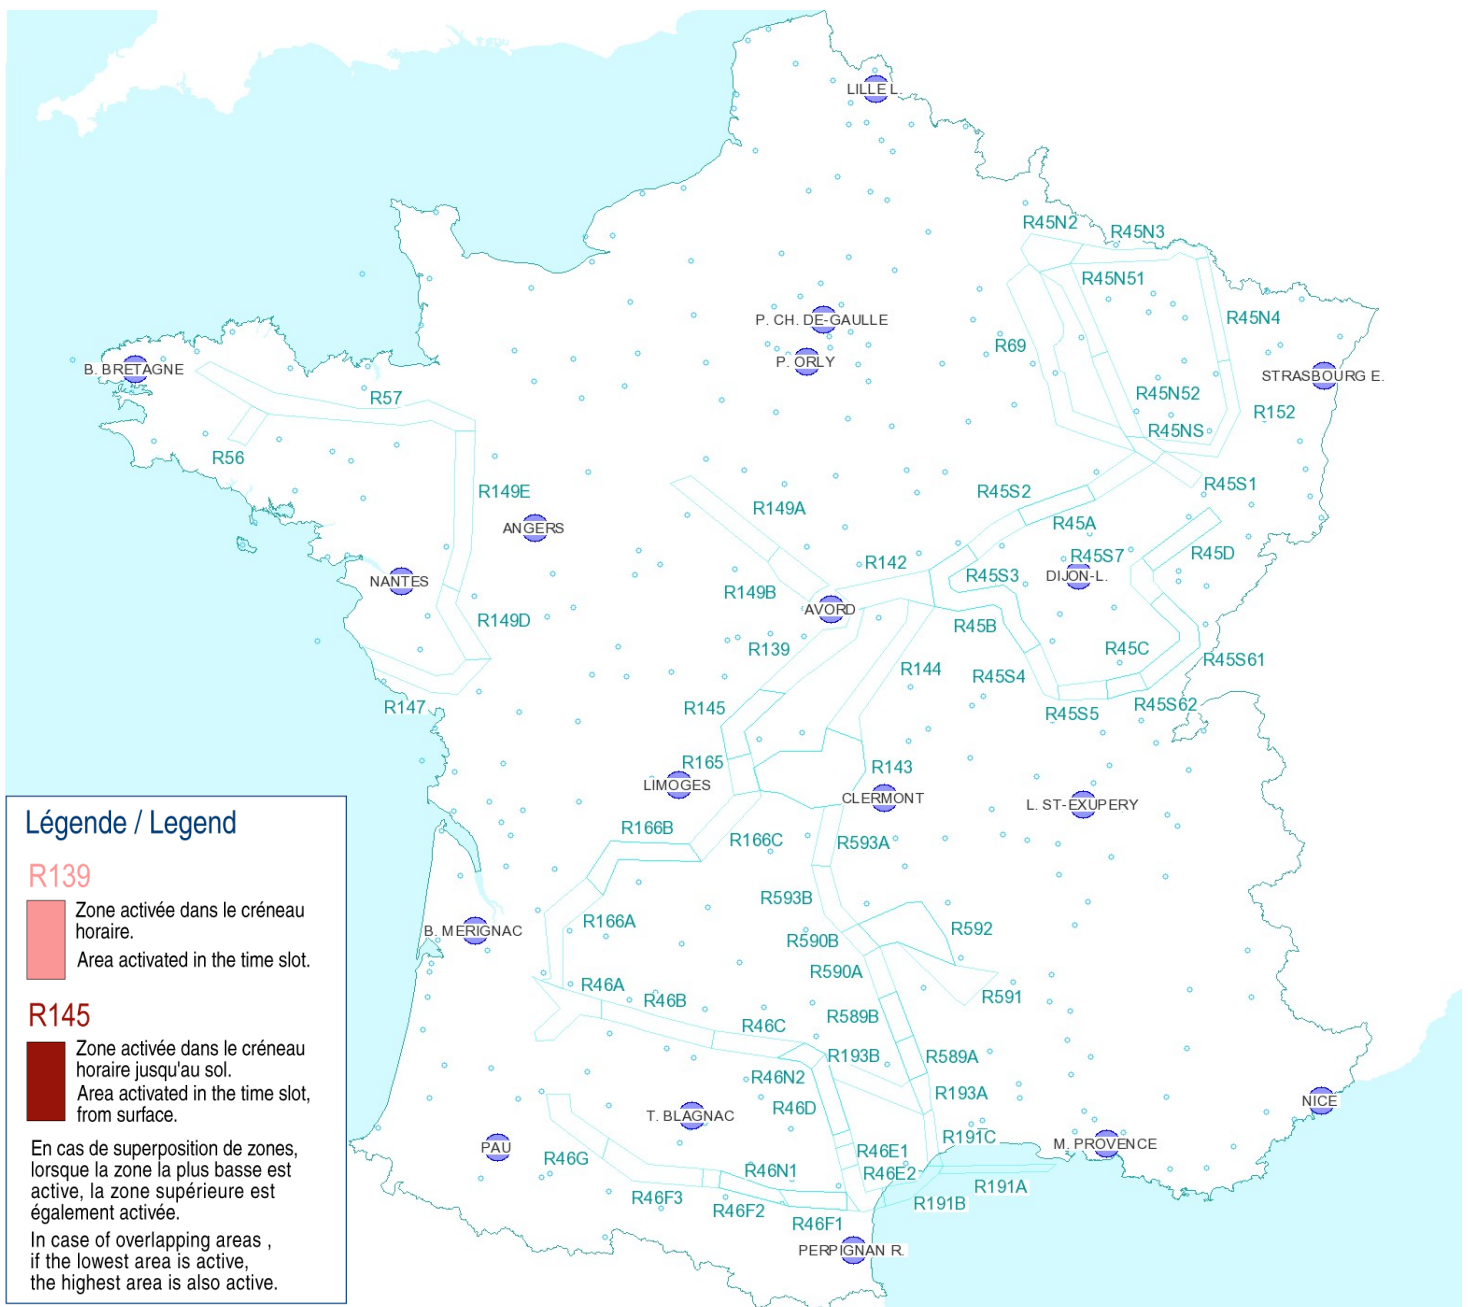 LILLE L.
R45N2
R45N3
R45N51
P. CH. DE-GAULLE
R45N4
R69
P. ORLY
B. BRETAGNE
STRASBOURG E.
R57
R45N52
R152
R45NS
R56
R149E
R45S2
R45S1
R149A
ANGERS
R45A
R45S7
R45D
R142
NANTES
R45S3
DIJON-L.
R149B
AVORD
R149D
R45B
R139
R45C
R45S61
R144
R45S4
R147
R145
R45S5
R45S62
R165
R143
LIMOGES
CLERMONT
L. ST-EXUPERY
R166B
R166C
R593A
R593B
R166A
B. MERIGNAC
R590B
R592
R590A
R46A
R46B
R591
R46C
R589B
R193B
R589A
R46N2
R193A
R46D
T. BLAGNAC
NICE
R191C
M. PROVENCE
PAU
R46G
R46E1
R46N1
R46E2
R191A
R46F3
R46F2
R46F1
R191B
PERPIGNAN R.
Légende / Legend
R139
Zone activée dans le créneau
horaire.
Area activated in the time slot.
R145
Zone activée dans le créneau
horaire jusqu'au sol.
Area activated in the time slot,
from surface.
En cas de superposition de zones,
lorsque la zone la plus basse est
active, la zone supérieure est
également activée.
In case of overlapping areas ,
if the lowest area is active,
the highest area is also active.